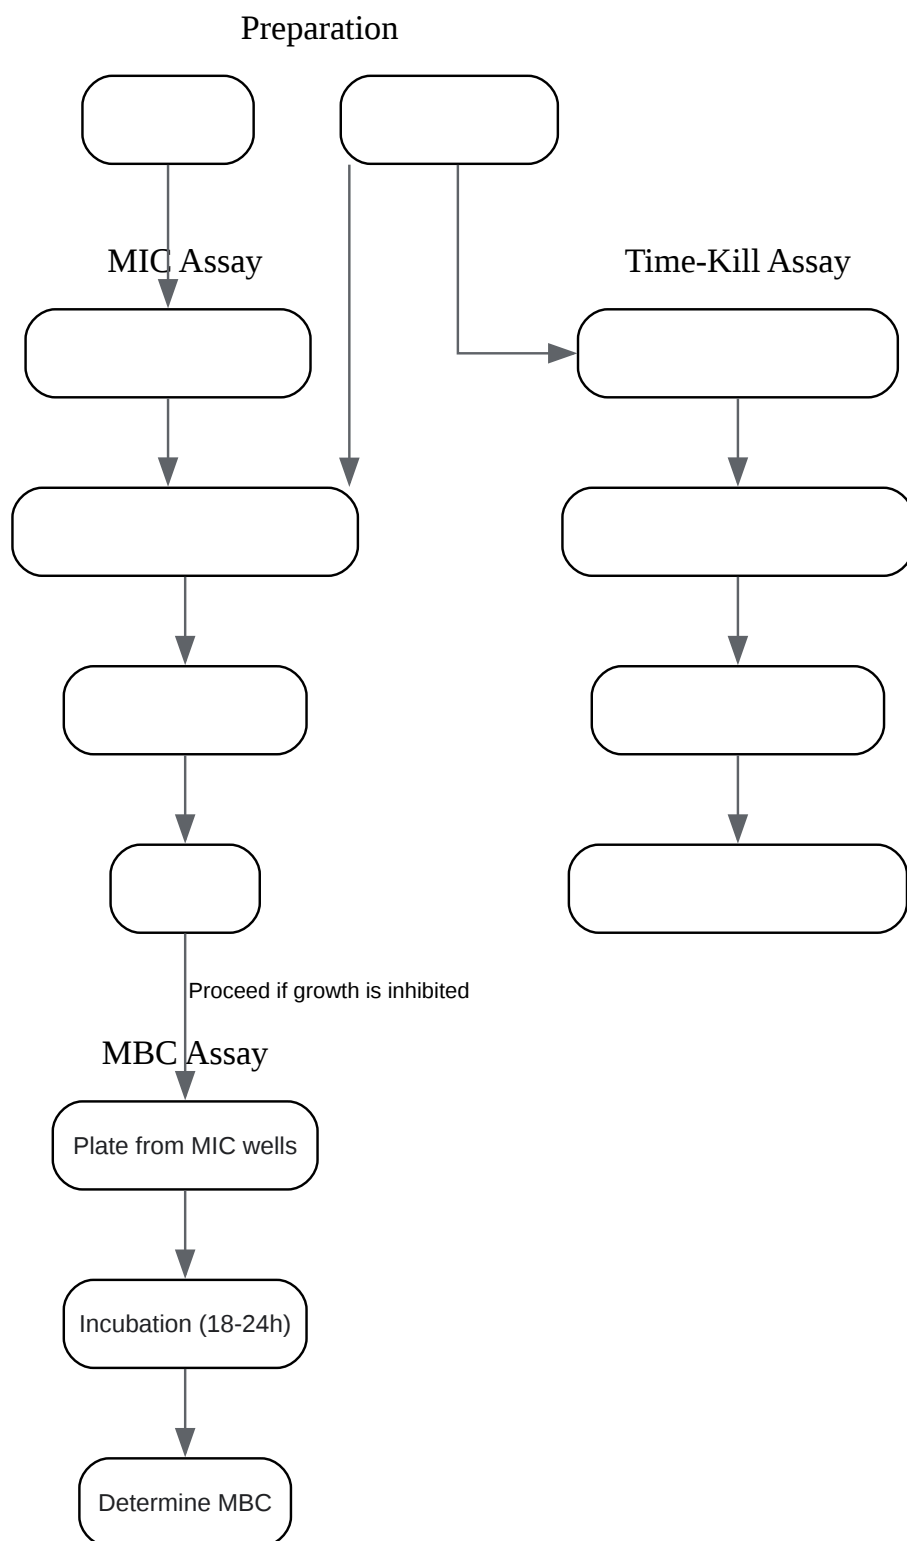 Preparation
MIC Assay
Time-Kill Assay
Proceed if growth is inhibited
MBC Assay
Plate from MIC wells
Incubation (18-24h)
Determine MBC